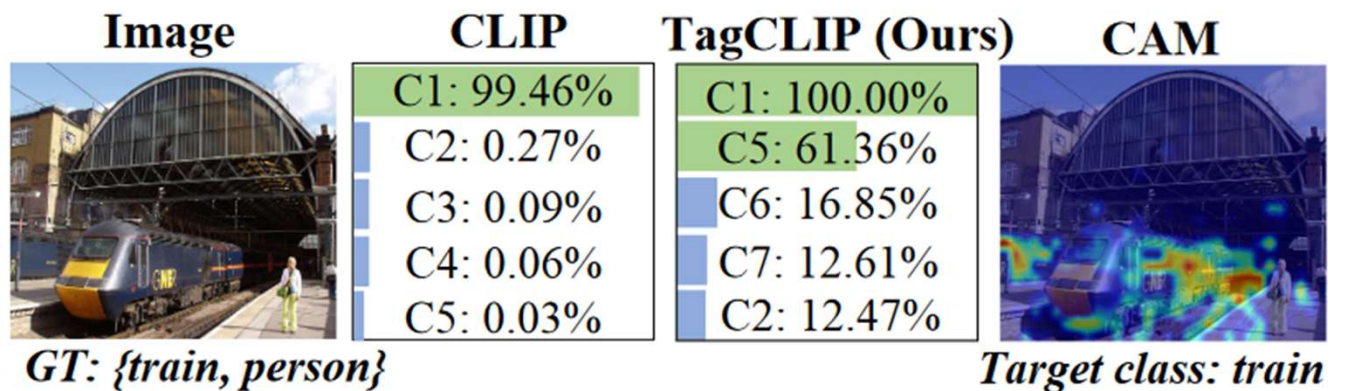 Image
CLIP
TagCLIP (Ours)
CAM
C1: 99.46%
C2: 0.27%
C3: 0.09%
C4: 0.06%
C5: 0.03%
C1: 100.00%
C5: 61.36%
C6: 16.85%
C7: 12.61%
C2: 12.47%
GNER
GT: {train, person}
Target class: train